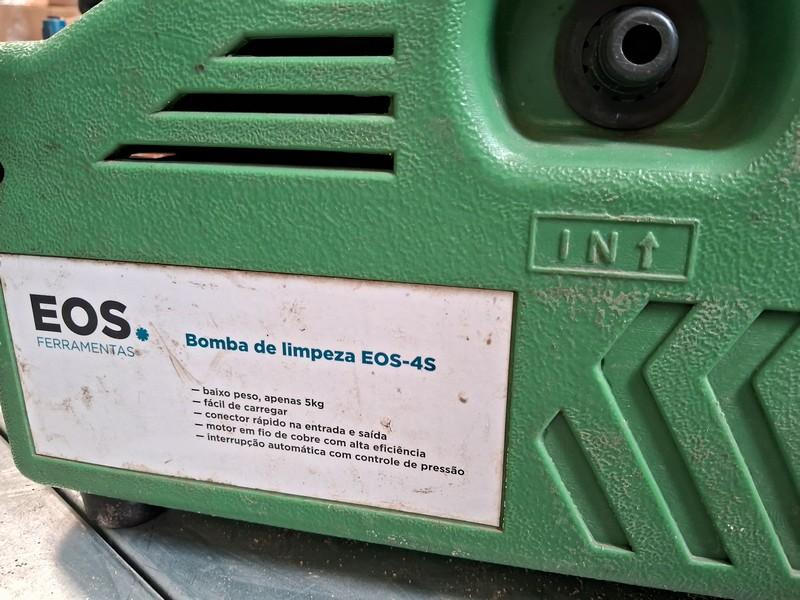 IN↑
EOS
FERRAMENTAS
Bomba de limpeza EOS-4S
— baixo peso, apenas 5kg
— fácil de carregar
— conector rápido na entrada e saída
— motor em fio de cobre com alta eficiência
— interrupção automática com controle de pressão